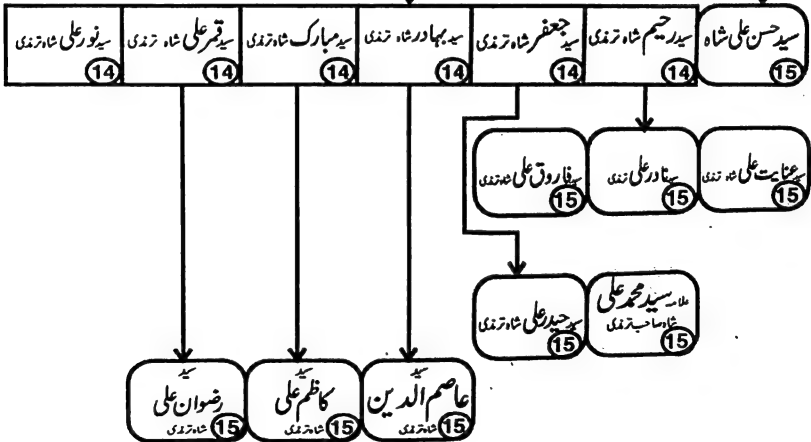 سید حسن علی شاہ
15
سید رحیم شاہ ترمذی
14
سید جعفر شاہ ترمذی
14
سید بہادر شاہ ترمذی
14
سید مبارک شاہ ترمذی
14
سید قمر علی شاہ ترمذی
14
سید نور علی شاہ ترمذی
14
سید عنایت علی شاہ ترمذی
15
سید نادر علی ترمذی
15
سید فاروق علی شاہ ترمذی
15
علامہ سید محمد علی
شاہ صاحب ترمذی
15
سید حیدر علی شاہ ترمذی
15
سید
عاصم الدین
شاہ ترمذی
15
سید
کاظم علی
شاہ ترمذی
15
سید
رضوان علی
شاہ ترمذی
15